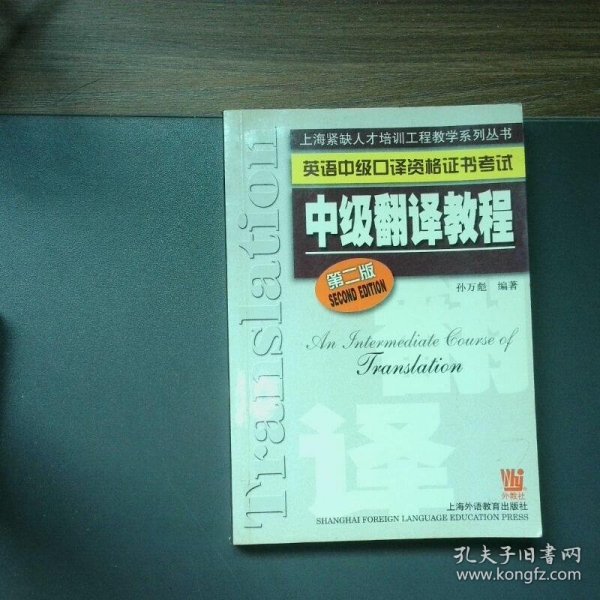 上海紧缺人才培训工程教学系列丛书
英语中级口译资格证书考试
中级翻译教程
第二版
SECOND EDITION
孙万彪 编著
An Intermediate Course of
Translation
Translation
翻
译
外教社
上海外语教育出版社
SHANGHAI FOREIGN LANGUAGE EDUCATION PRESS
孔夫子旧书网
www.kongfz.com